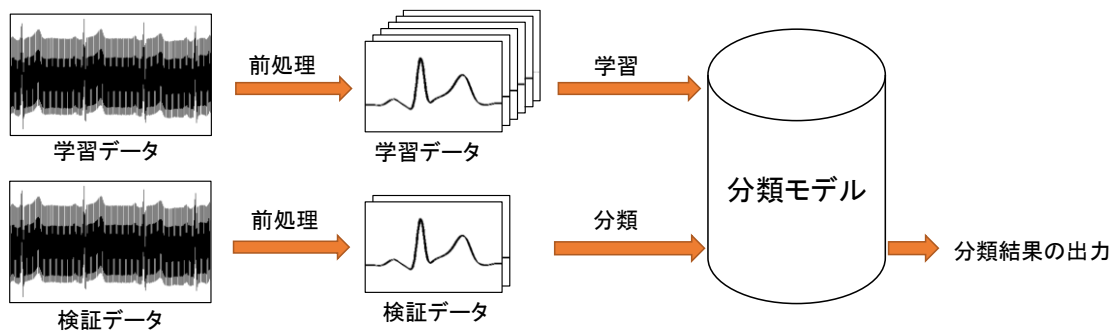 前処理
学習
学習データ
学習データ
分類モデル
前処理
分類
分類結果の出力
検証データ
検証データ